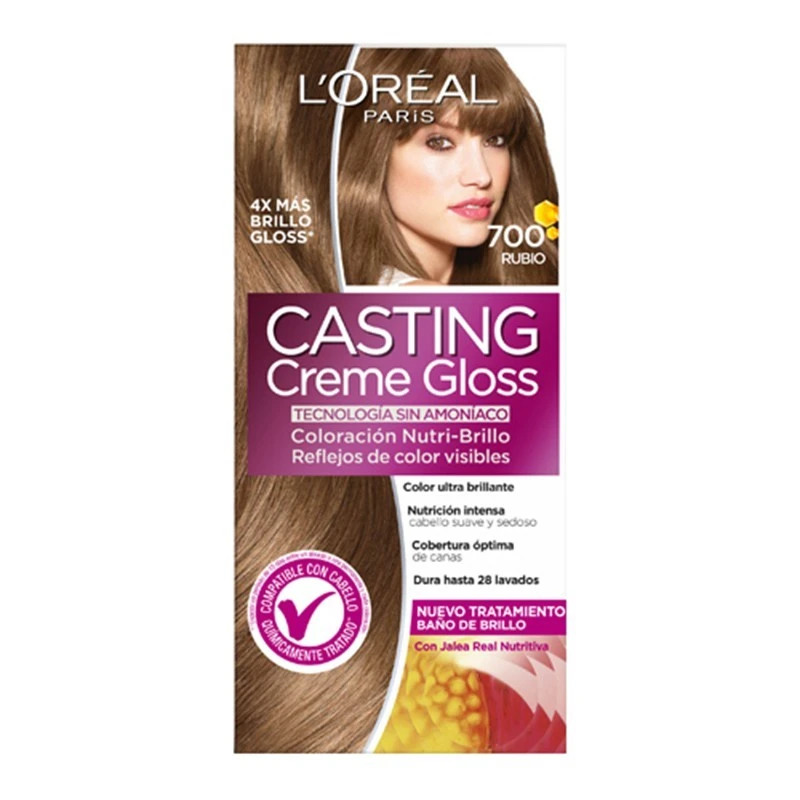 L'ORÉAL
PARiS
4X MÁS
BRILLO
GLOSS*
700
RUBIO
CASTING
Creme Gloss
TECNOLOGÍA SIN AMONÍACO
Coloración Nutri-Brillo
Reflejos de color visibles
Color ultra brillante
Nutrición intensa
cabello suave y sedoso
Cobertura óptima
de canas
Dura hasta 28 lavados
COMPATIBLE CON CABELLO
QUÍMICAMENTE TRATADO*
NUEVO TRATAMIENTO
BAÑO DE BRILLO
Con Jalea Real Nutritiva